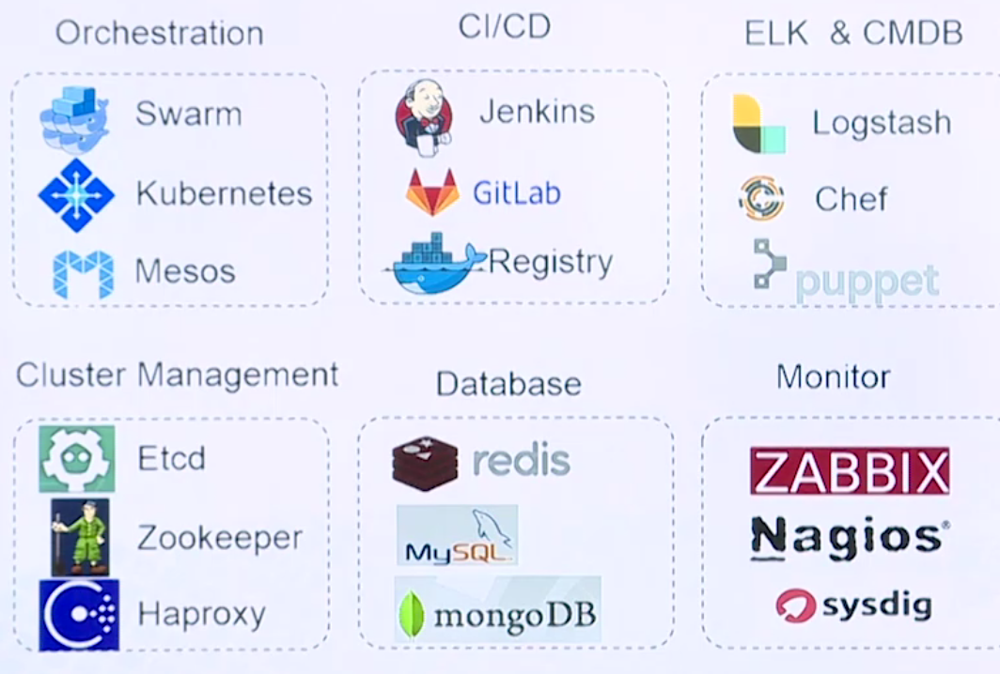 Orchestration
Swarm
Kubernetes
Mesos
CI/CD
Jenkins
GitLab
Registry
ELK & CMDB
Logstash
Chef
puppet
Cluster Management
Etcd
Zookeeper
Haproxy
Database
redis
MySQL
mongoDB
Monitor
ZABBIX
Nagios®
sysdig